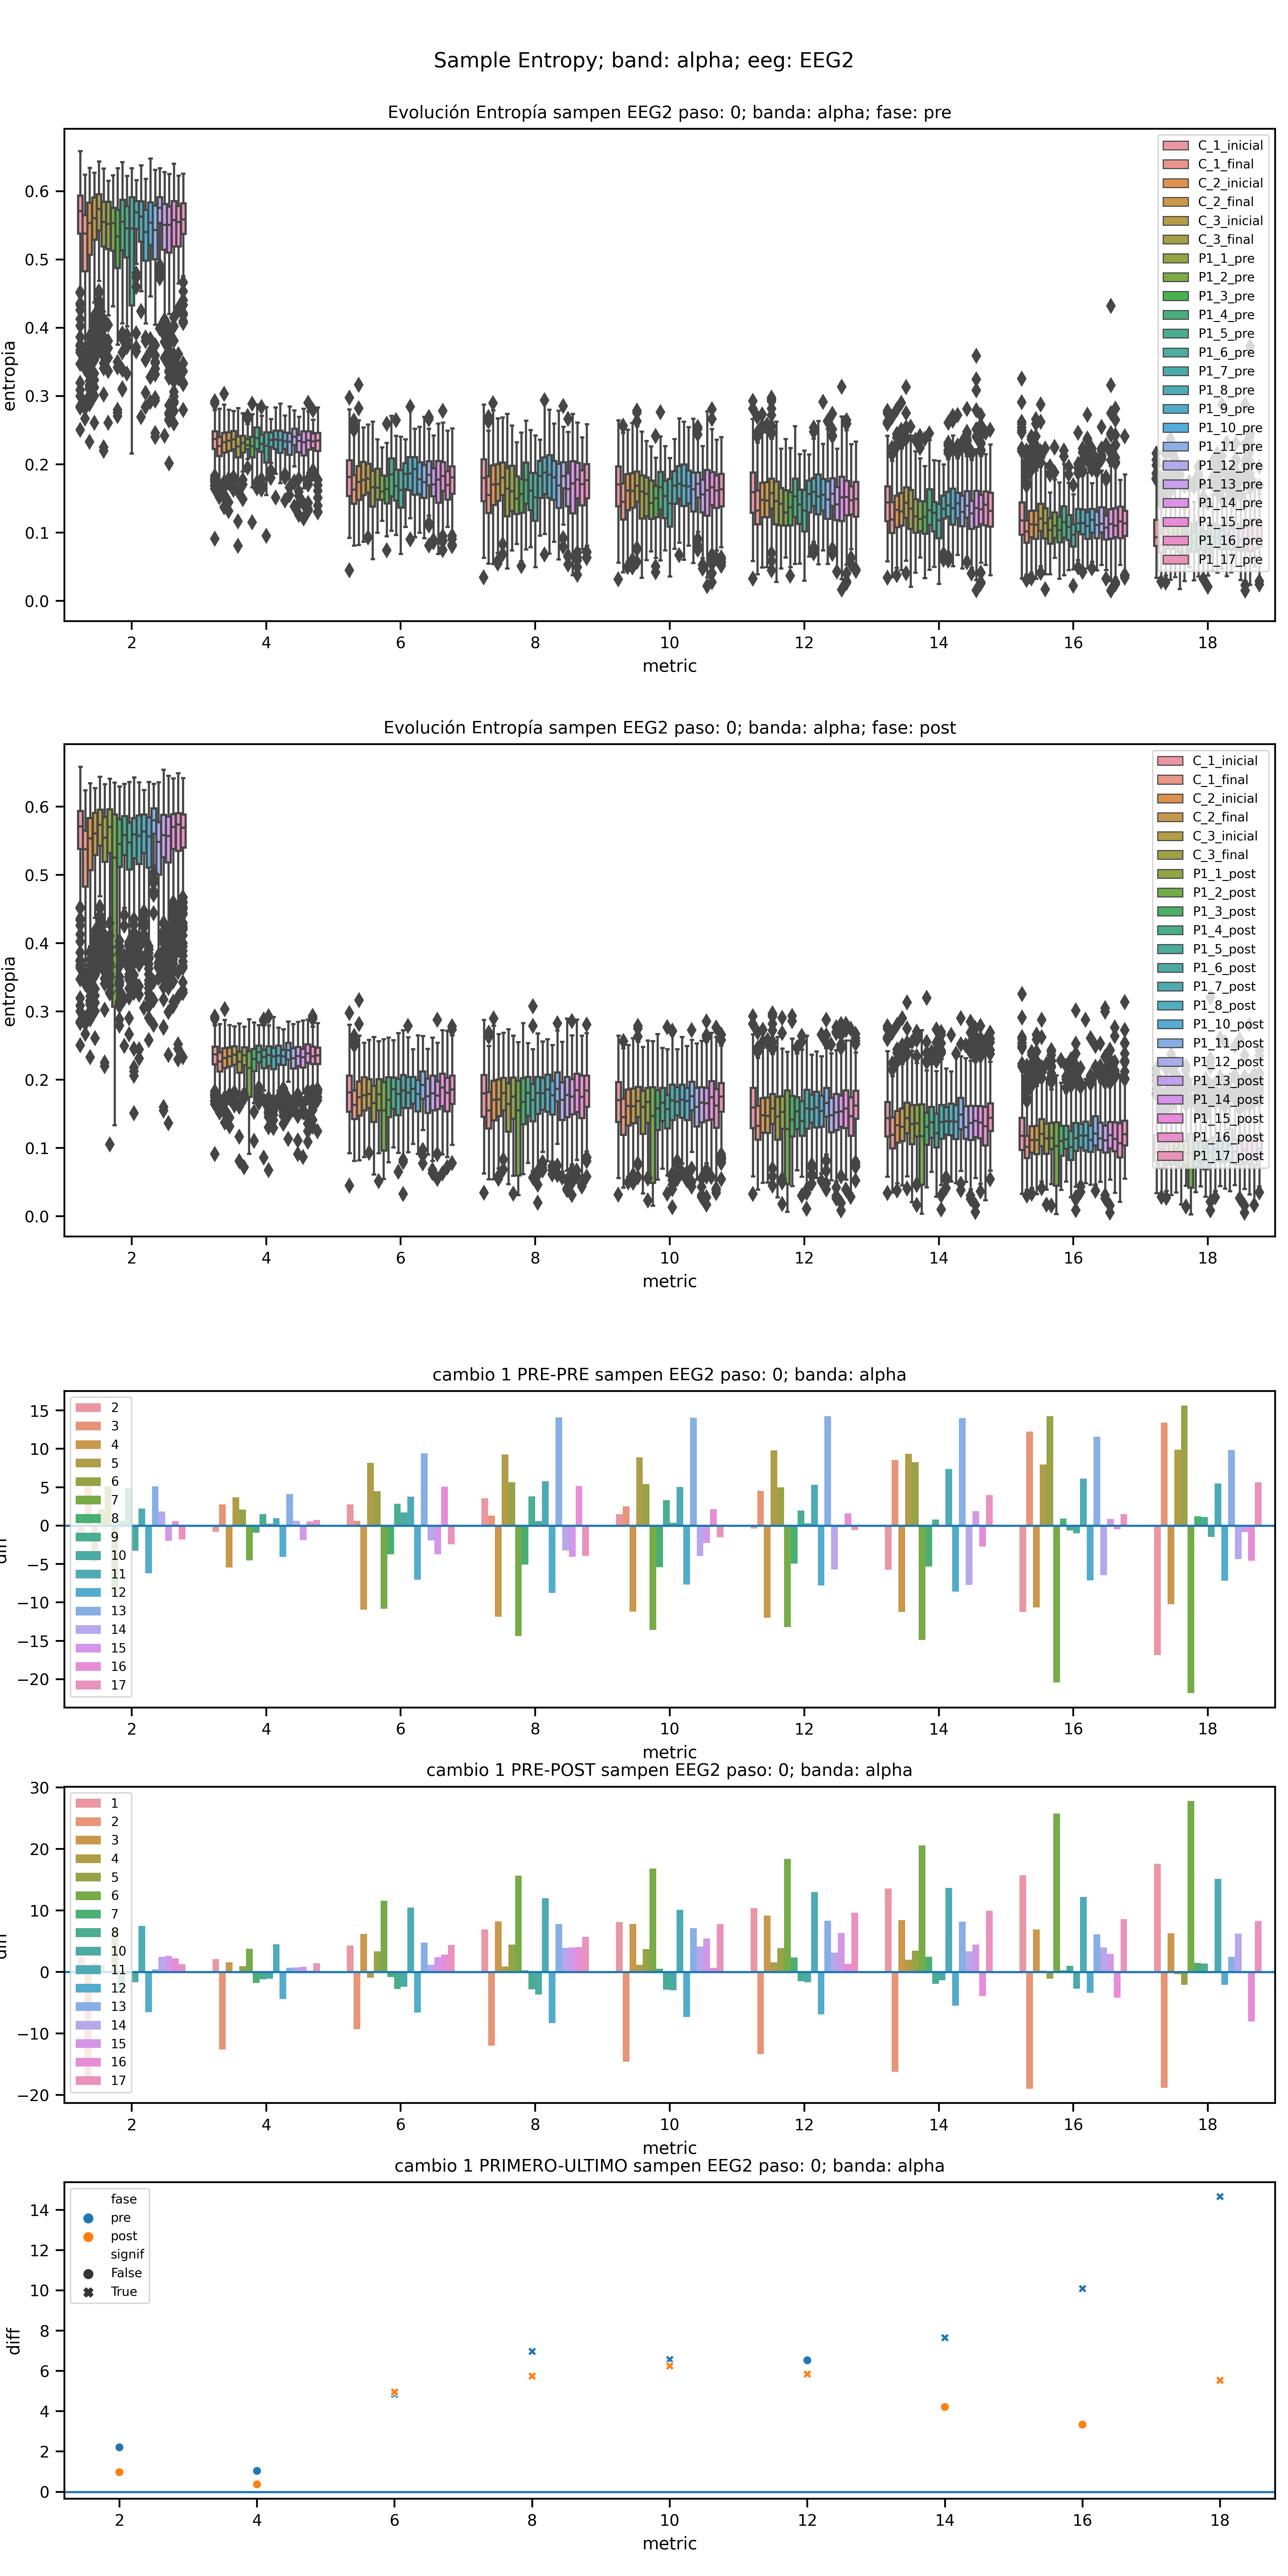 Sample Entropy; band: alpha; eeg: EEG2
Evolución Entropía sampen EEG2 paso: 0; banda: alpha; fase: pre
entropia
0.6
0.5
0.4
0.3
0.2
0.1
0.0
C_1_inicial
C_1_final
C_2_inicial
C_2_final
C_3_inicial
C_3_final
P1_1_pre
P1_2_pre
P1_3_pre
P1_4_pre
P1_5_pre
P1_6_pre
P1_7_pre
P1_8_pre
P1_9_pre
P1_10_pre
P1_11_pre
P1_12_pre
P1_13_pre
P1_14_pre
P1_15_pre
P1_16_pre
P1_17_pre
2 4 6 8 10 12 14 16 18
metric
Evolución Entropía sampen EEG2 paso: 0; banda: alpha; fase: post
entropia
0.6
0.5
0.4
0.3
0.2
0.1
0.0
C_1_inicial
C_1_final
C_2_inicial
C_2_final
C_3_inicial
C_3_final
P1_1_post
P1_2_post
P1_3_post
P1_4_post
P1_5_post
P1_6_post
P1_7_post
P1_8_post
P1_10_post
P1_11_post
P1_12_post
P1_13_post
P1_14_post
P1_15_post
P1_16_post
P1_17_post
2 4 6 8 10 12 14 16 18
metric
cambio 1 PRE-PRE sampen EEG2 paso: 0; banda: alpha
diff
15
10
5
0
−5
−10
−15
−20
2
3
4
5
6
7
8
9
10
11
12
13
14
15
16
17
2 4 6 8 10 12 14 16 18
metric
cambio 1 PRE-POST sampen EEG2 paso: 0; banda: alpha
diff
30
20
10
0
−10
−20
1
2
3
4
5
6
7
8
10
11
12
13
14
15
16
17
2 4 6 8 10 12 14 16 18
metric
cambio 1 PRIMERO-ULTIMO sampen EEG2 paso: 0; banda: alpha
diff
14
12
10
8
6
4
2
0
fase
pre
post
signif
False
True
2 4 6 8 10 12 14 16 18
metric